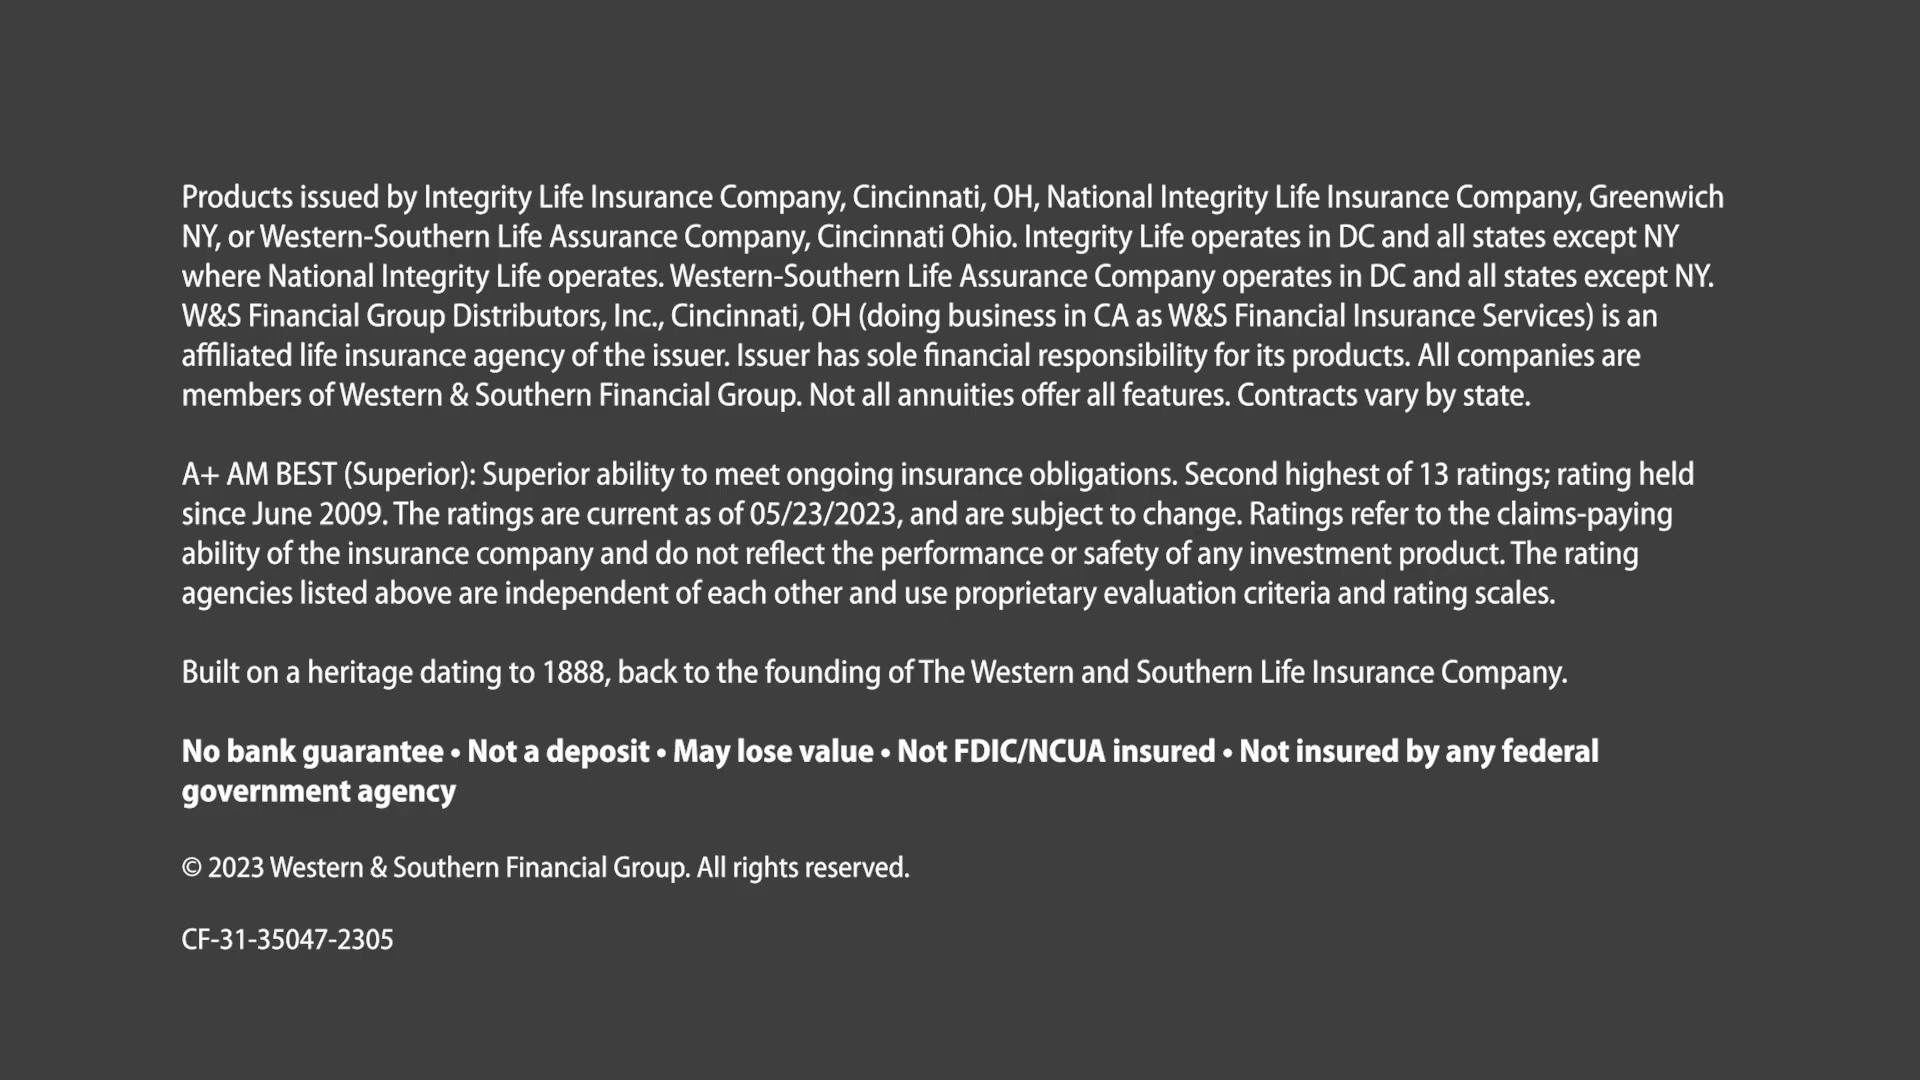 Products issued by Integrity Life Insurance Company, Cincinnati, OH, National Integrity Life Insurance Company, Greenwich
NY, or Western-Southern Life Assurance Company, Cincinnati Ohio. Integrity Life operates in DC and all states except NY
where National Integrity Life operates. Western-Southern Life Assurance Company operates in DC and all states except NY.
W&S Financial Group Distributors, Inc., Cincinnati, OH (doing business in CA as W&S Financial Insurance Services) is an
affiliated life insurance agency of the issuer. Issuer has sole financial responsibility for its products. All companies are
members of Western & Southern Financial Group. Not all annuities offer all features. Contracts vary by state.
A+ AM BEST (Superior): Superior ability to meet ongoing insurance obligations. Second highest of 13 ratings; rating held
since June 2009. The ratings are current as of 05/23/2023, and are subject to change. Ratings refer to the claims-paying
ability of the insurance company and do not reflect the performance or safety of any investment product. The rating
agencies listed above are independent of each other and use proprietary evaluation criteria and rating scales.
Built on a heritage dating to 1888, back to the founding of The Western and Southern Life Insurance Company.
No bank guarantee • Not a deposit • May lose value • Not FDIC/NCUA insured • Not insured by any federal
government agency
© 2023 Western & Southern Financial Group. All rights reserved.
CF-31-35047-2305